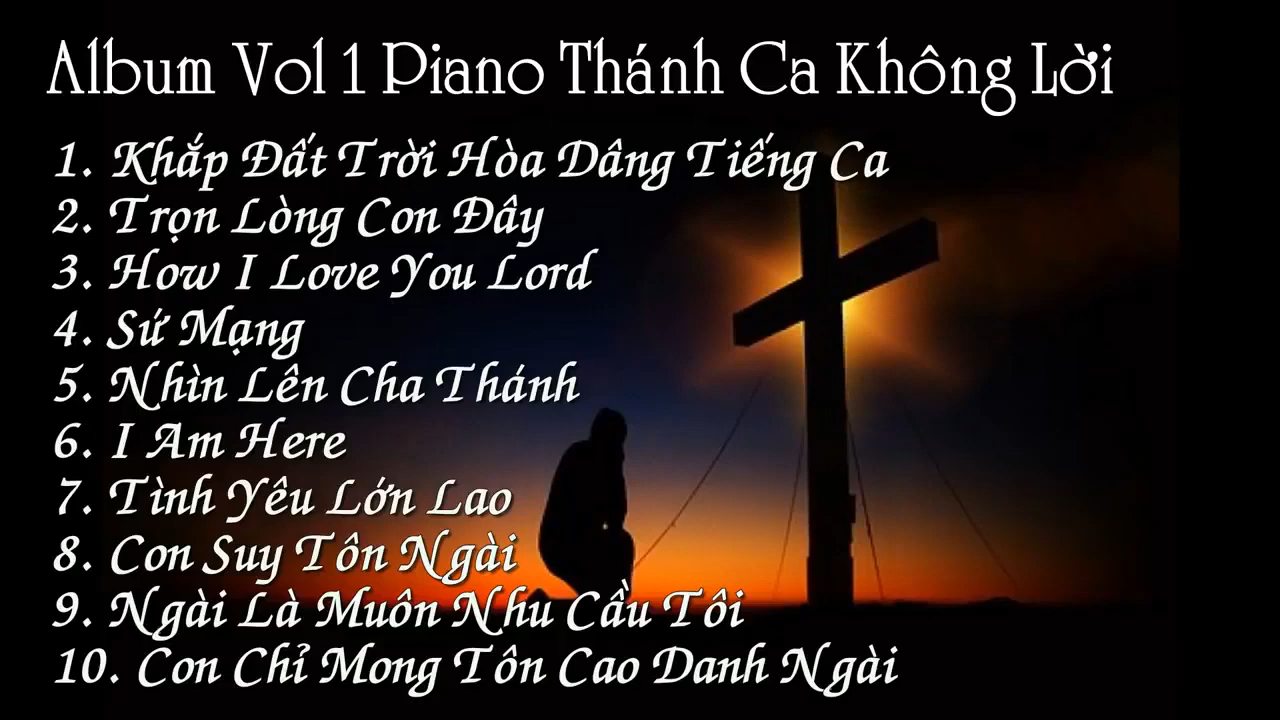 Album Vol 1 Piano Thánh Ca Không Lời
1. Khắp Đất Trời Hòa Dâng Tiếng Ca
2. Trọn Lòng Con Đây
3. How I Love You Lord
4. Sứ Mạng
5. Nhìn Lên Cha Thánh
6. I Am Here
7. Tình Yêu Lớn Lao
8. Con Suy Tôn Ngài
9. Ngài Là Muôn Nhu Cầu Tôi
10. Con Chỉ Mong Tôn Cao Danh Ngài